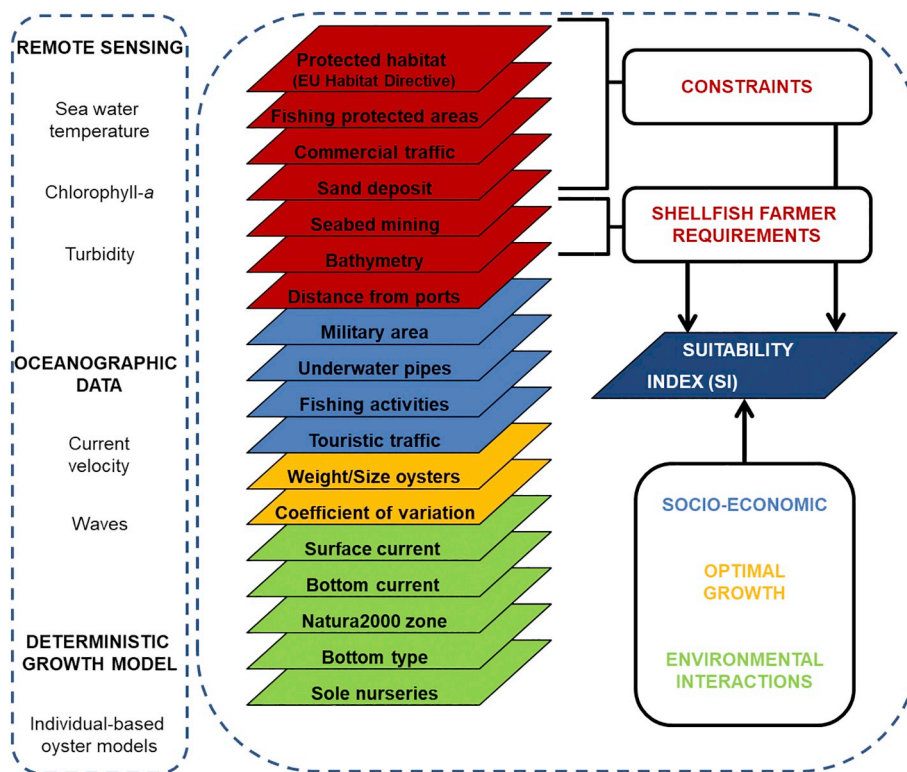 REMOTE SENSING
Sea water
temperature
Chlorophyll-a
Turbidity
OCEANOGRAPHIC
DATA
Current
velocity
Waves
DETERMINISTIC
GROWTH MODEL
Individual-based
oyster models
Protected habitat
(EU Habitat Directive)
Fishing protected areas
Commercial traffic
Sand deposit
Seabed mining
Bathymetry
Distance from ports
Military area
Underwater pipes
Fishing activities
Touristic traffic
Weight/Size oysters
Coefficient of variation
Surface current
Bottom current
Natura2000 zone
Bottom type
Sole nurseries
CONSTRAINTS
SHELLFISH FARMER
REQUIREMENTS
SUITABILITY
INDEX (SI)
SOCIO-ECONOMIC
OPTIMAL
GROWTH
ENVIRONMENTAL
INTERACTIONS